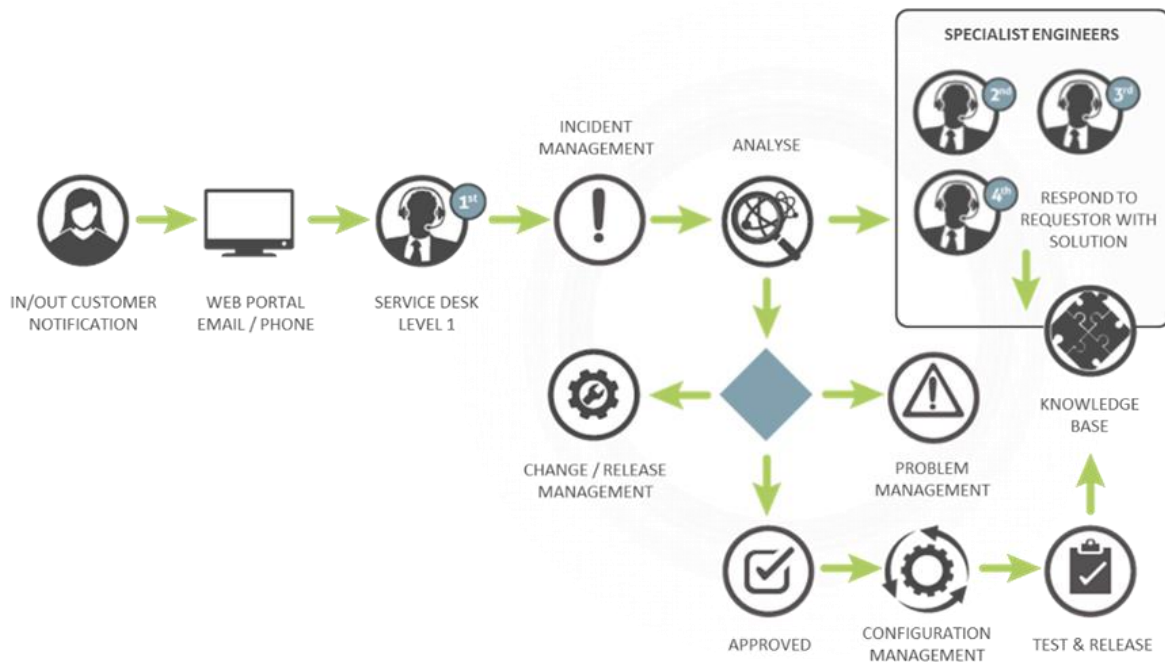 SPECIALIST ENGINEERS
2nd
3rd
4th
RESPOND TO
REQUESTOR WITH
SOLUTION
INCIDENT
MANAGEMENT
ANALYSE
1st
IN/OUT CUSTOMER
NOTIFICATION
WEB PORTAL
EMAIL / PHONE
SERVICE DESK
LEVEL 1
KNOWLEDGE
BASE
CHANGE / RELEASE
MANAGEMENT
PROBLEM
MANAGEMENT
APPROVED
CONFIGURATION
MANAGEMENT
TEST & RELEASE